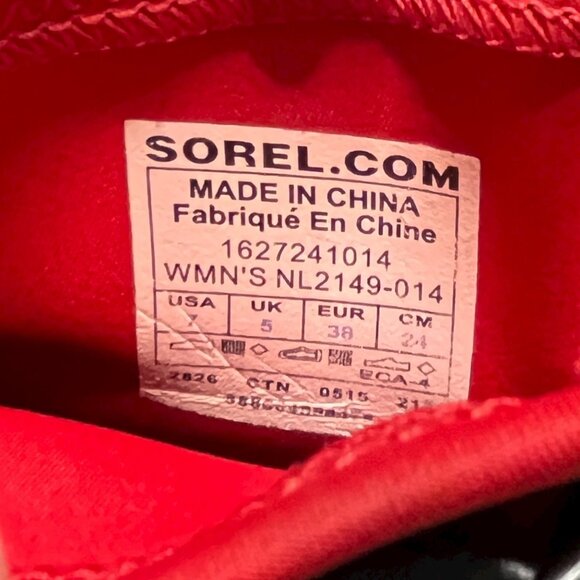 SOREL.COM
MADE IN CHINA
Fabriqué En Chine
1627241014
WMN'S NL2149-014
USA UK EUR CM
7 5 38 24
ECA-4
2826 CTN 0515